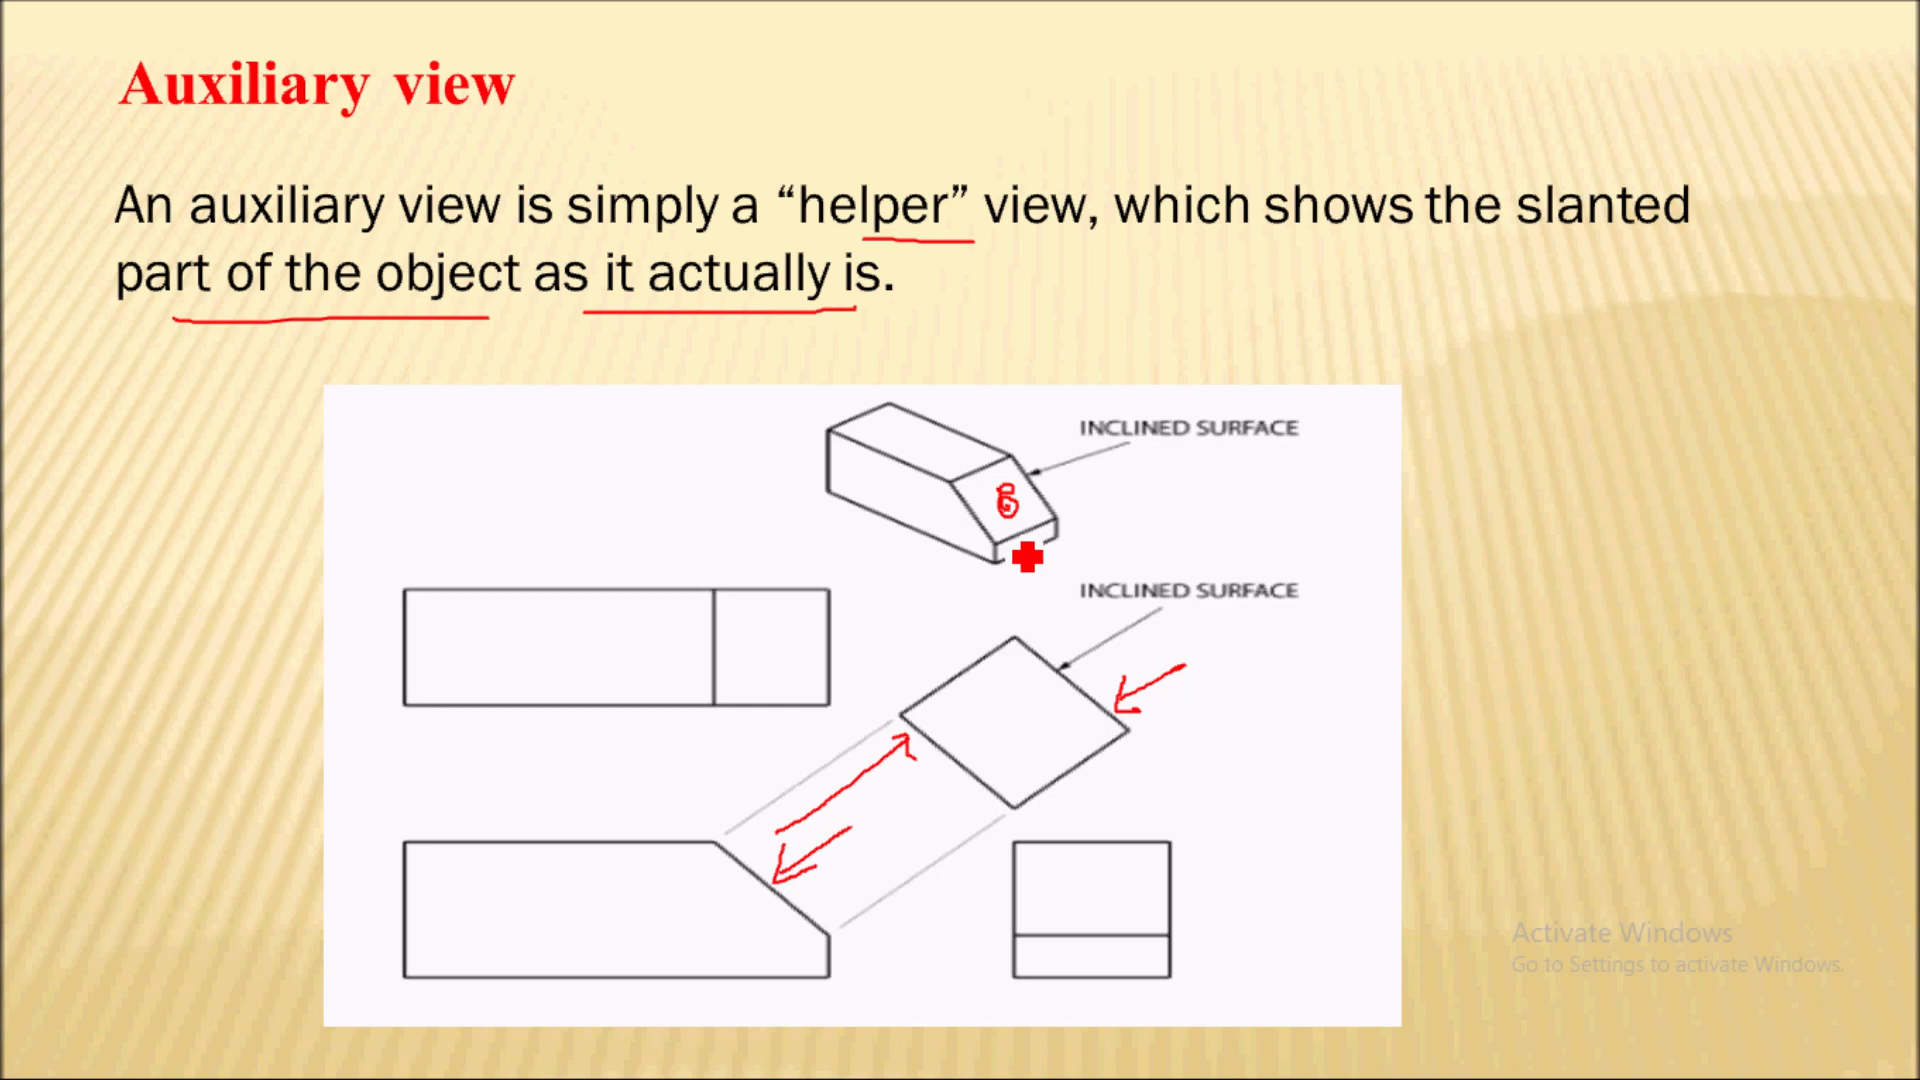 Auxiliary view
An auxiliary view is simply a “helper” view, which shows the slanted
part of the object as it actually is.
INCLINED SURFACE
INCLINED SURFACE
Activate Windows
Go to Settings to activate Windows.